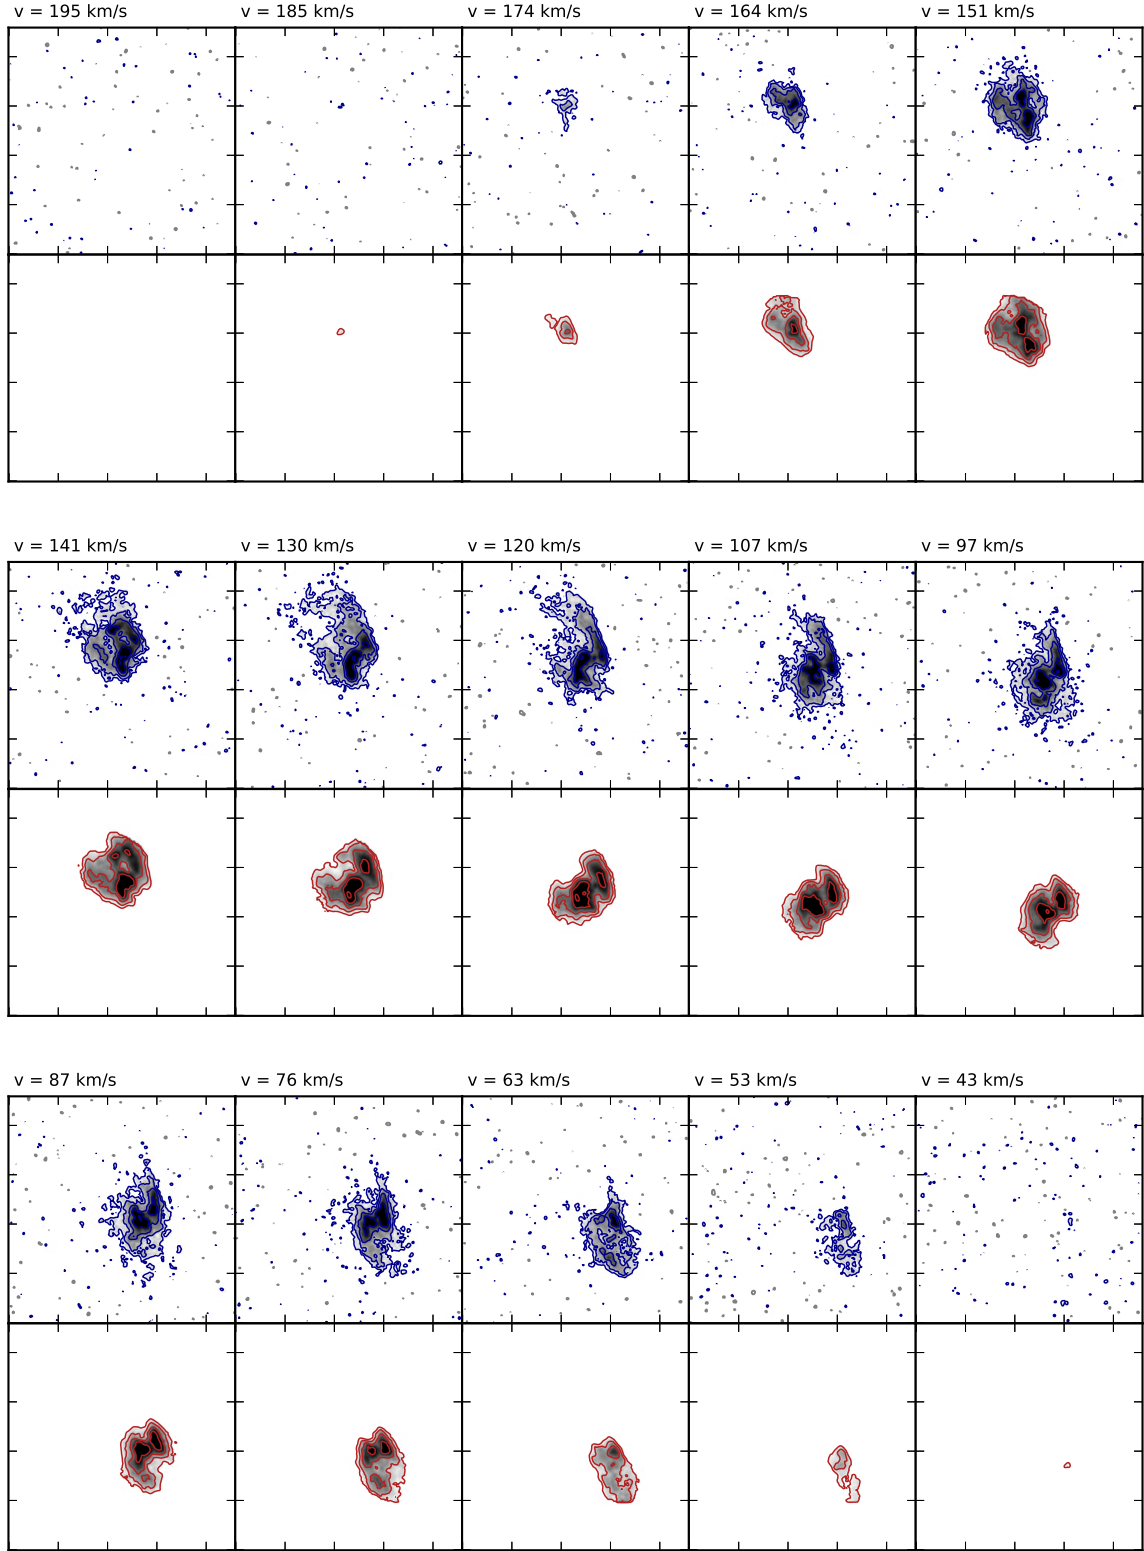 v = 195 km/s v = 185 km/s v = 174 km/s v = 164 km/s v = 151 km/s
v = 141 km/s v = 130 km/s v = 120 km/s v = 107 km/s v = 97 km/s
v = 87 km/s v = 76 km/s v = 63 km/s v = 53 km/s v = 43 km/s